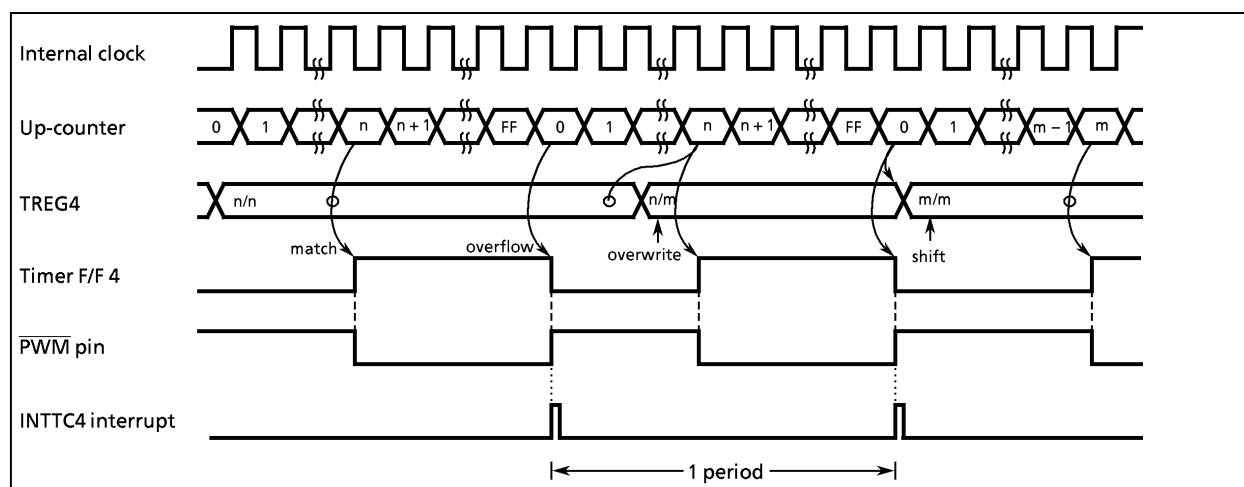 Internal clock
Up-counter 0 1 n n + 1 FF 0 1 n n + 1 FF 0 1 m − 1 m
TREG4 n/n n/m m/m
match overflow overwrite shift
Timer F/F 4
PWM pin
INTTC4 interrupt
1 period